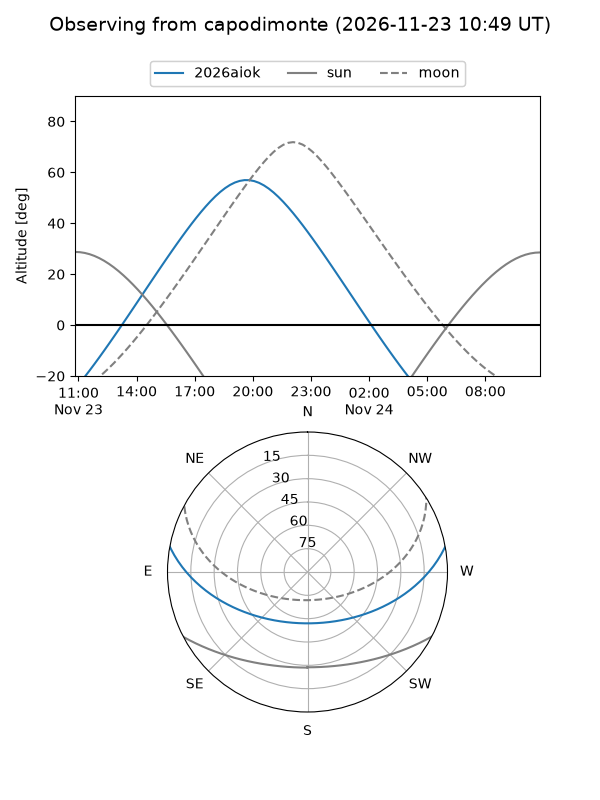 Observing from capodimonte (2026-11-23 10:49 UT)
2026aiok sun moon
Altitude [deg]
80
60
40
20
0
−20
11:00 14:00 17:00 20:00 23:00 02:00 05:00 08:00
Nov 23 Nov 24
N
NE NW
15
30
45
60
75
E W
SE SW
S